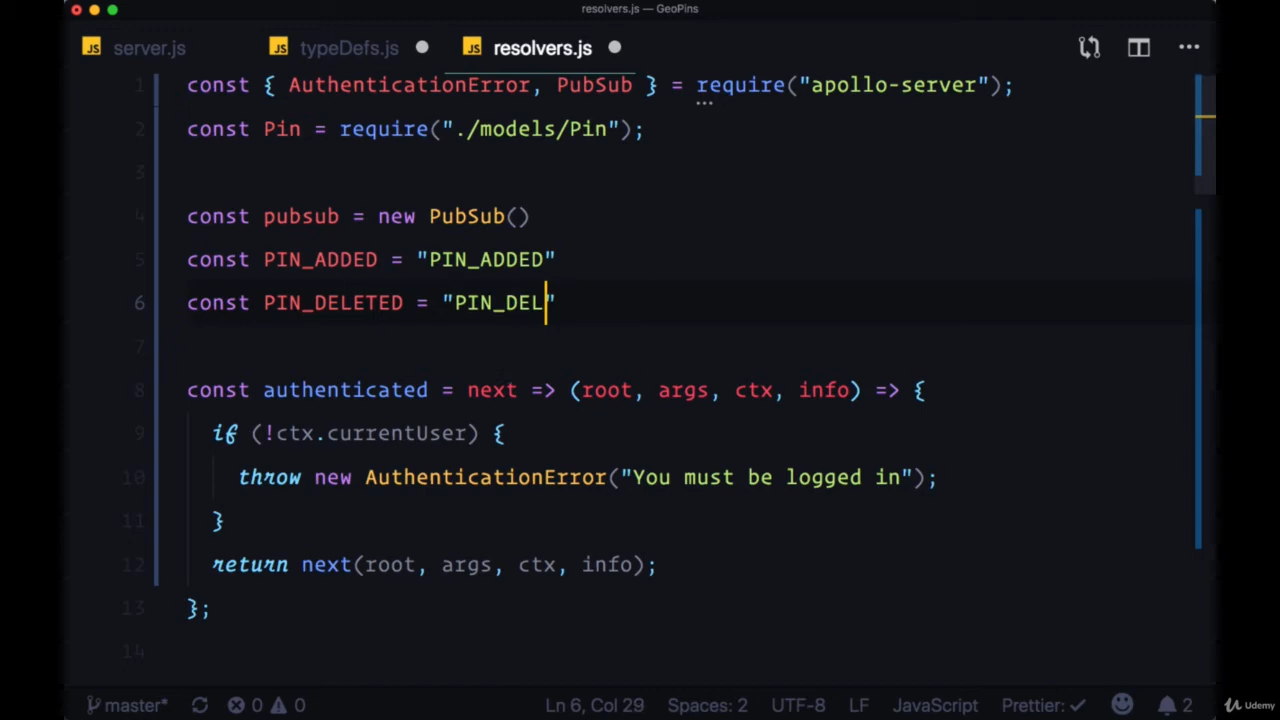 resolvers.js — GeoPins
JS server.js JS typeDefs.js JS resolvers.js
1 const { AuthenticationError, PubSub } = require("apollo-server");
2 const Pin = require("./models/Pin");
3
4 const pubsub = new PubSub()
5 const PIN_ADDED = "PIN_ADDED"
6 const PIN_DELETED = "PIN_DEL"
7
8 const authenticated = next => (root, args, ctx, info) => {
9 if (!ctx.currentUser) {
10 throw new AuthenticationError("You must be logged in");
11 }
12 return next(root, args, ctx, info);
13 };
14
master* 0 0 Ln 6, Col 29 Spaces: 2 UTF-8 LF JavaScript Prettier: ✓ 2 Udemy